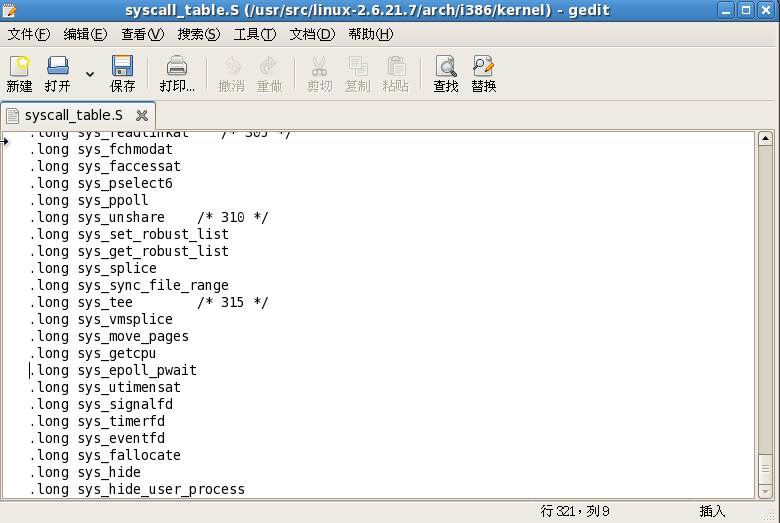 syscall_table.S (/usr/src/linux-2.6.21.7/arch/i386/kernel) - gedit
文件(F) 编辑(E) 查看(V) 搜索(S) 工具(T) 文档(D) 帮助(H)
新建 打开 保存 打印... 撤消 重做 剪切 复制 粘贴 查找 替换
syscall_table.S
.long sys_readlinkat /* 305 */
.long sys_fchmodat
.long sys_faccessat
.long sys_pselect6
.long sys_ppoll
.long sys_unshare /* 310 */
.long sys_set_robust_list
.long sys_get_robust_list
.long sys_splice
.long sys_sync_file_range
.long sys_tee /* 315 */
.long sys_vmsplice
.long sys_move_pages
.long sys_getcpu
.long sys_epoll_pwait
.long sys_utimensat
.long sys_signalfd
.long sys_timerfd
.long sys_eventfd
.long sys_fallocate
.long sys_hide
.long sys_hide_user_process
行 321，列 9 插入